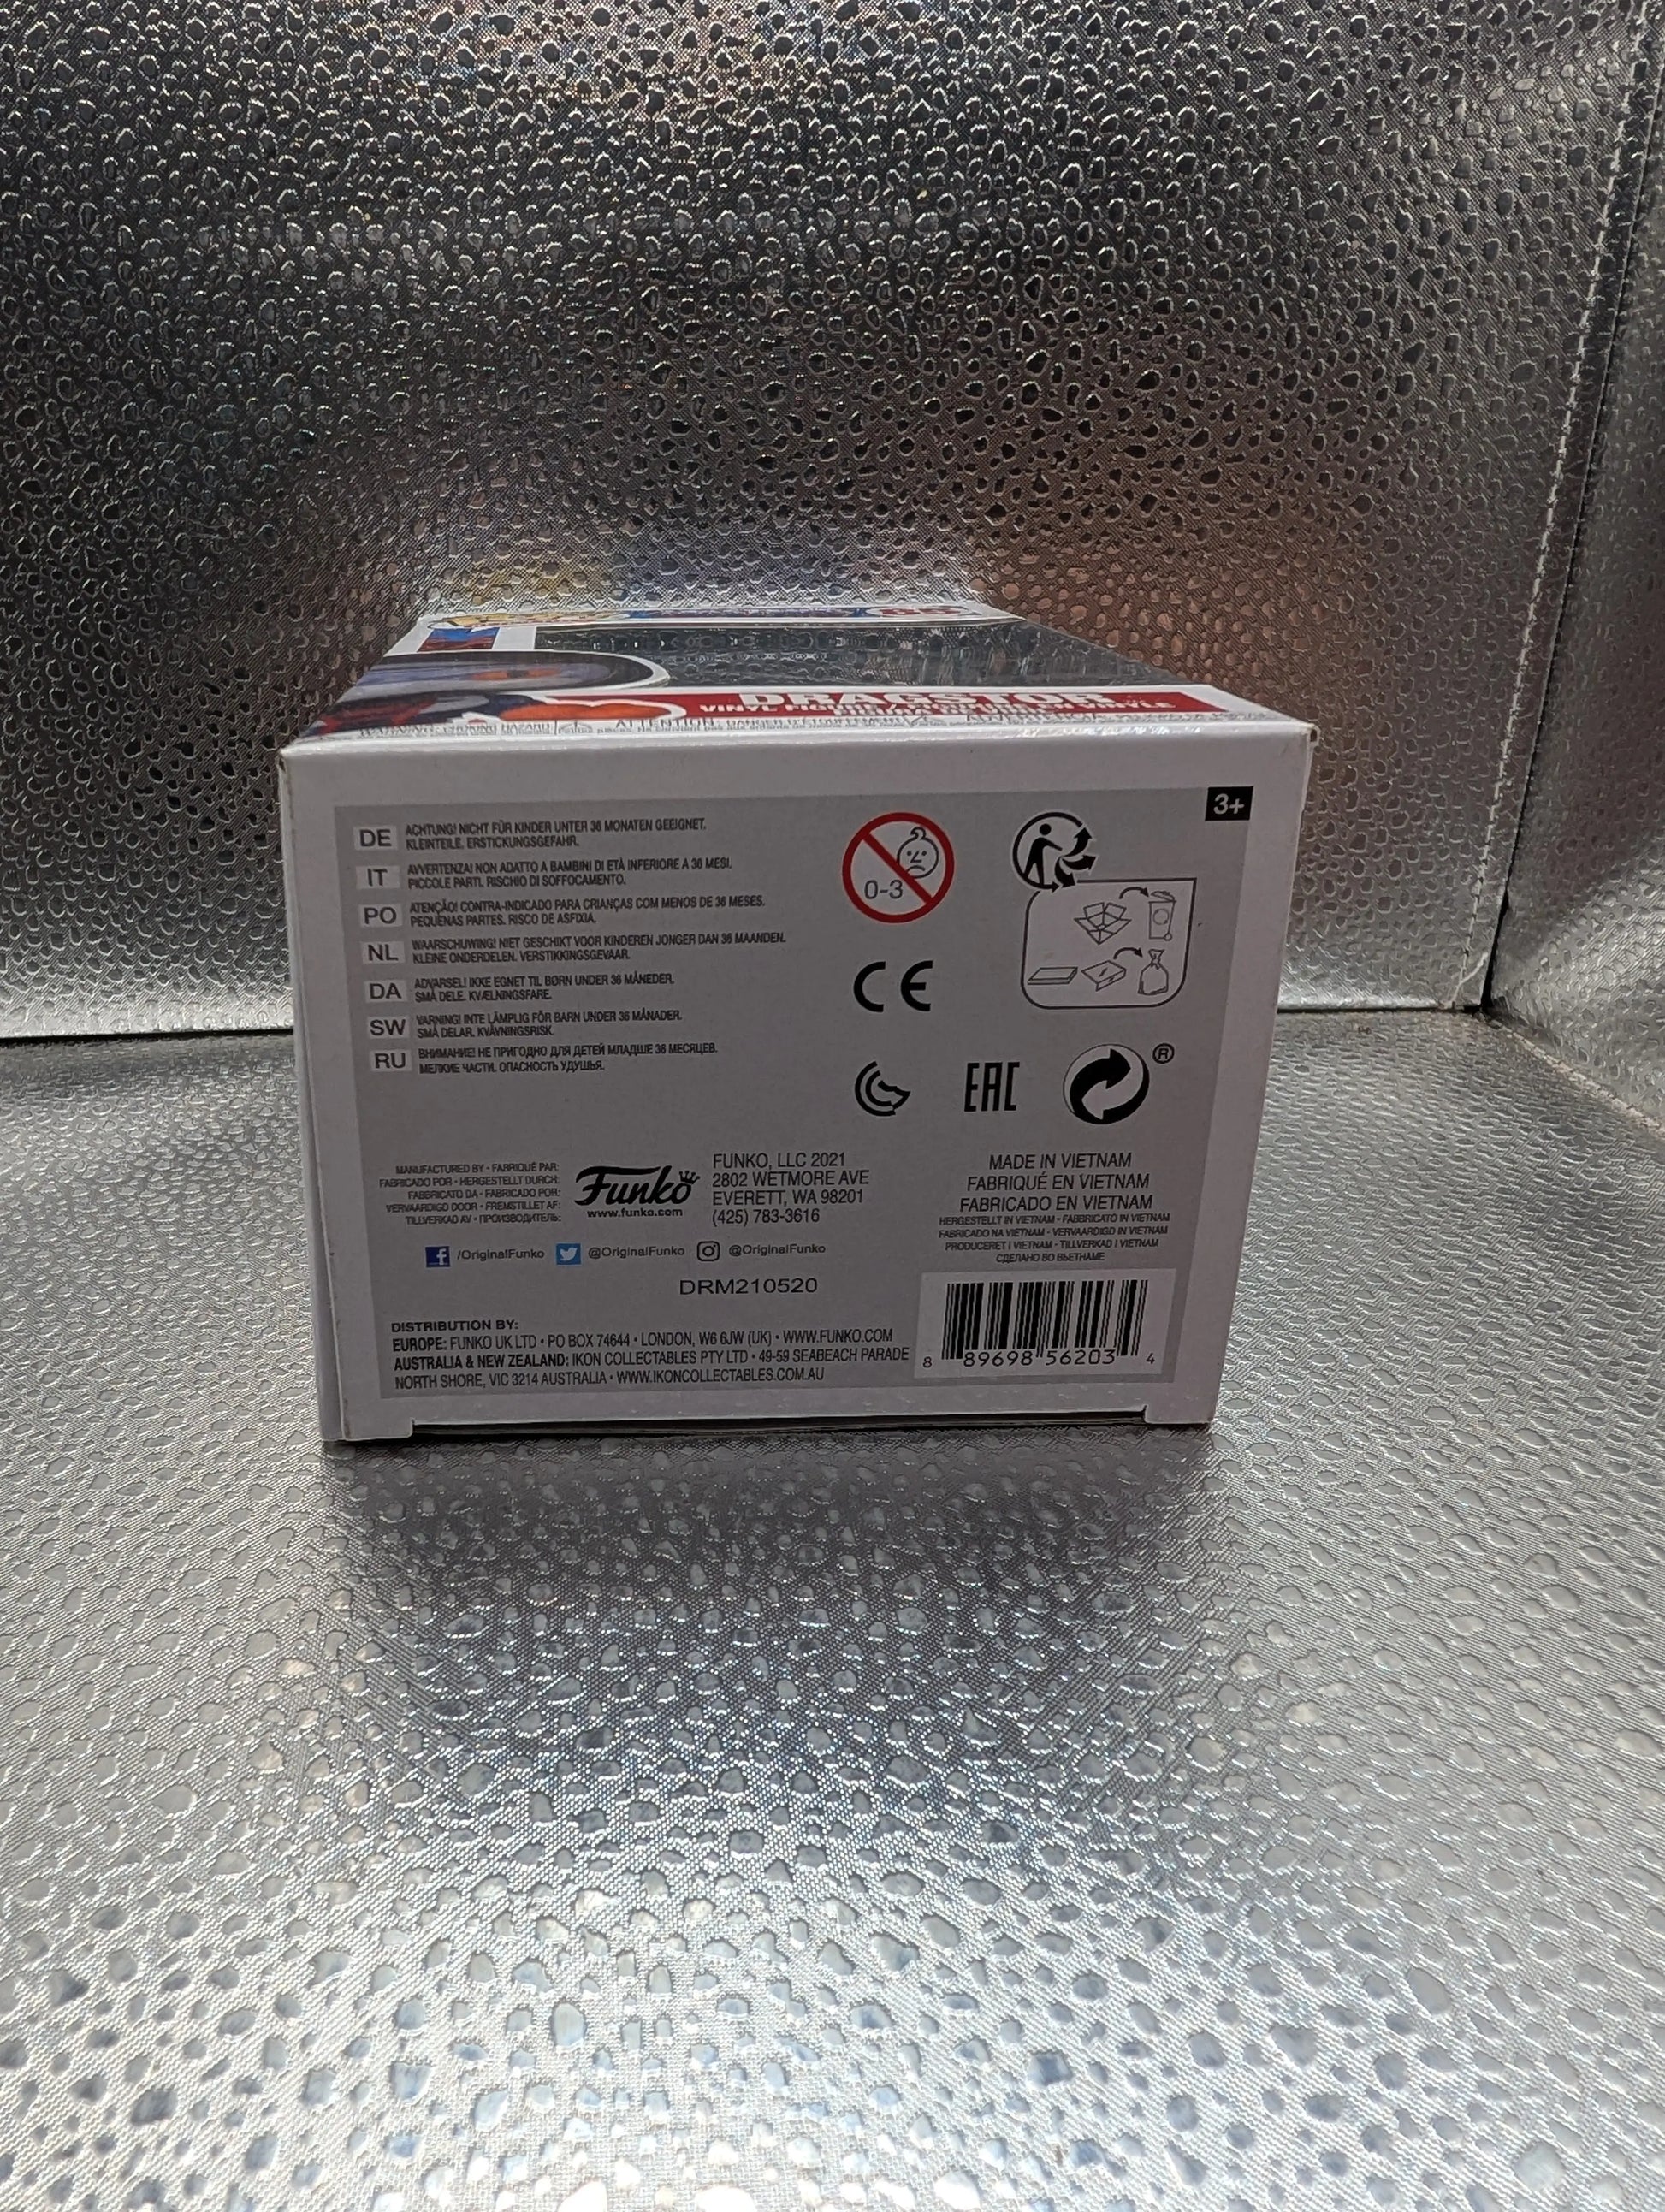 DRAGSTOR
VINYL FIGURE
ATTENTION
3+
DE ACHTUNG! NICHT FÜR KINDER UNTER 36 MONATEN GEEIGNET.
KLEINTEILE. ERSTICKUNGSGEFAHR.
IT AVVERTENZA! NON ADATTO A BAMBINI DI ETÀ INFERIORE A 36 MESI.
PICCOLE PARTI. RISCHIO DI SOFFOCAMENTO.
PO ATENÇÃO! CONTRA-INDICADO PARA CRIANÇAS COM MENOS DE 36 MESES.
PEQUENAS PARTES. RISCO DE ASFIXIA.
NL WAARSCHUWING! NIET GESCHIKT VOOR KINDEREN JONGER DAN 36 MAANDEN.
KLEINE ONDERDELEN. VERSTIKKINGSGEVAAR.
DA ADVARSEL! IKKE EGNET TIL BØRN UNDER 36 MÅNEDER.
SMÅ DELE. KVÆLNINGSFARE.
SW VARNING! INTE LÄMPLIG FÖR BARN UNDER 36 MÅNADER.
SMÅ DELAR. KVÄVNINGSRISK.
RU ВНИМАНИЕ! НЕ ПРИГОДНО ДЛЯ ДЕТЕЙ МЛАДШЕ 36 МЕСЯЦЕВ.
МЕЛКИЕ ЧАСТИ. ОПАСНОСТЬ УДУШЬЯ.
0-3
CE
EAC
®
MANUFACTURED BY • FABRIQUÉ PAR:
FABRICADO POR • HERGESTELLT DURCH:
FABBRICATO DA • FABRICADO POR:
VERVAARDIGD DOOR • FREMSTILLET AF:
TILLVERKAD AV • ПРОИЗВОДИТЕЛЬ:
Funko
www.funko.com
FUNKO, LLC 2021
2802 WETMORE AVE
EVERETT, WA 98201
(425) 783-3616
MADE IN VIETNAM
FABRIQUÉ EN VIETNAM
FABRICADO EN VIETNAM
HERGESTELLT IN VIETNAM • FABBRICATO IN VIETNAM
FABRICADO NA VIETNAM • VERVAARDIGD IN VIETNAM
PRODUCERET I VIETNAM • TILLVERKAD I VIETNAM
СДЕЛАНО ВО ВЬЕТНАМЕ
/OriginalFunko @OriginalFunko @OriginalFunko
DRM210520
DISTRIBUTION BY:
EUROPE: FUNKO UK LTD • PO BOX 74644 • LONDON, W6 6JW (UK) • WWW.FUNKO.COM
AUSTRALIA & NEW ZEALAND: IKON COLLECTABLES PTY LTD • 49-59 SEABEACH PARADE
NORTH SHORE, VIC 3214 AUSTRALIA • WWW.IKONCOLLECTABLES.COM.AU
8 89698 56203 4